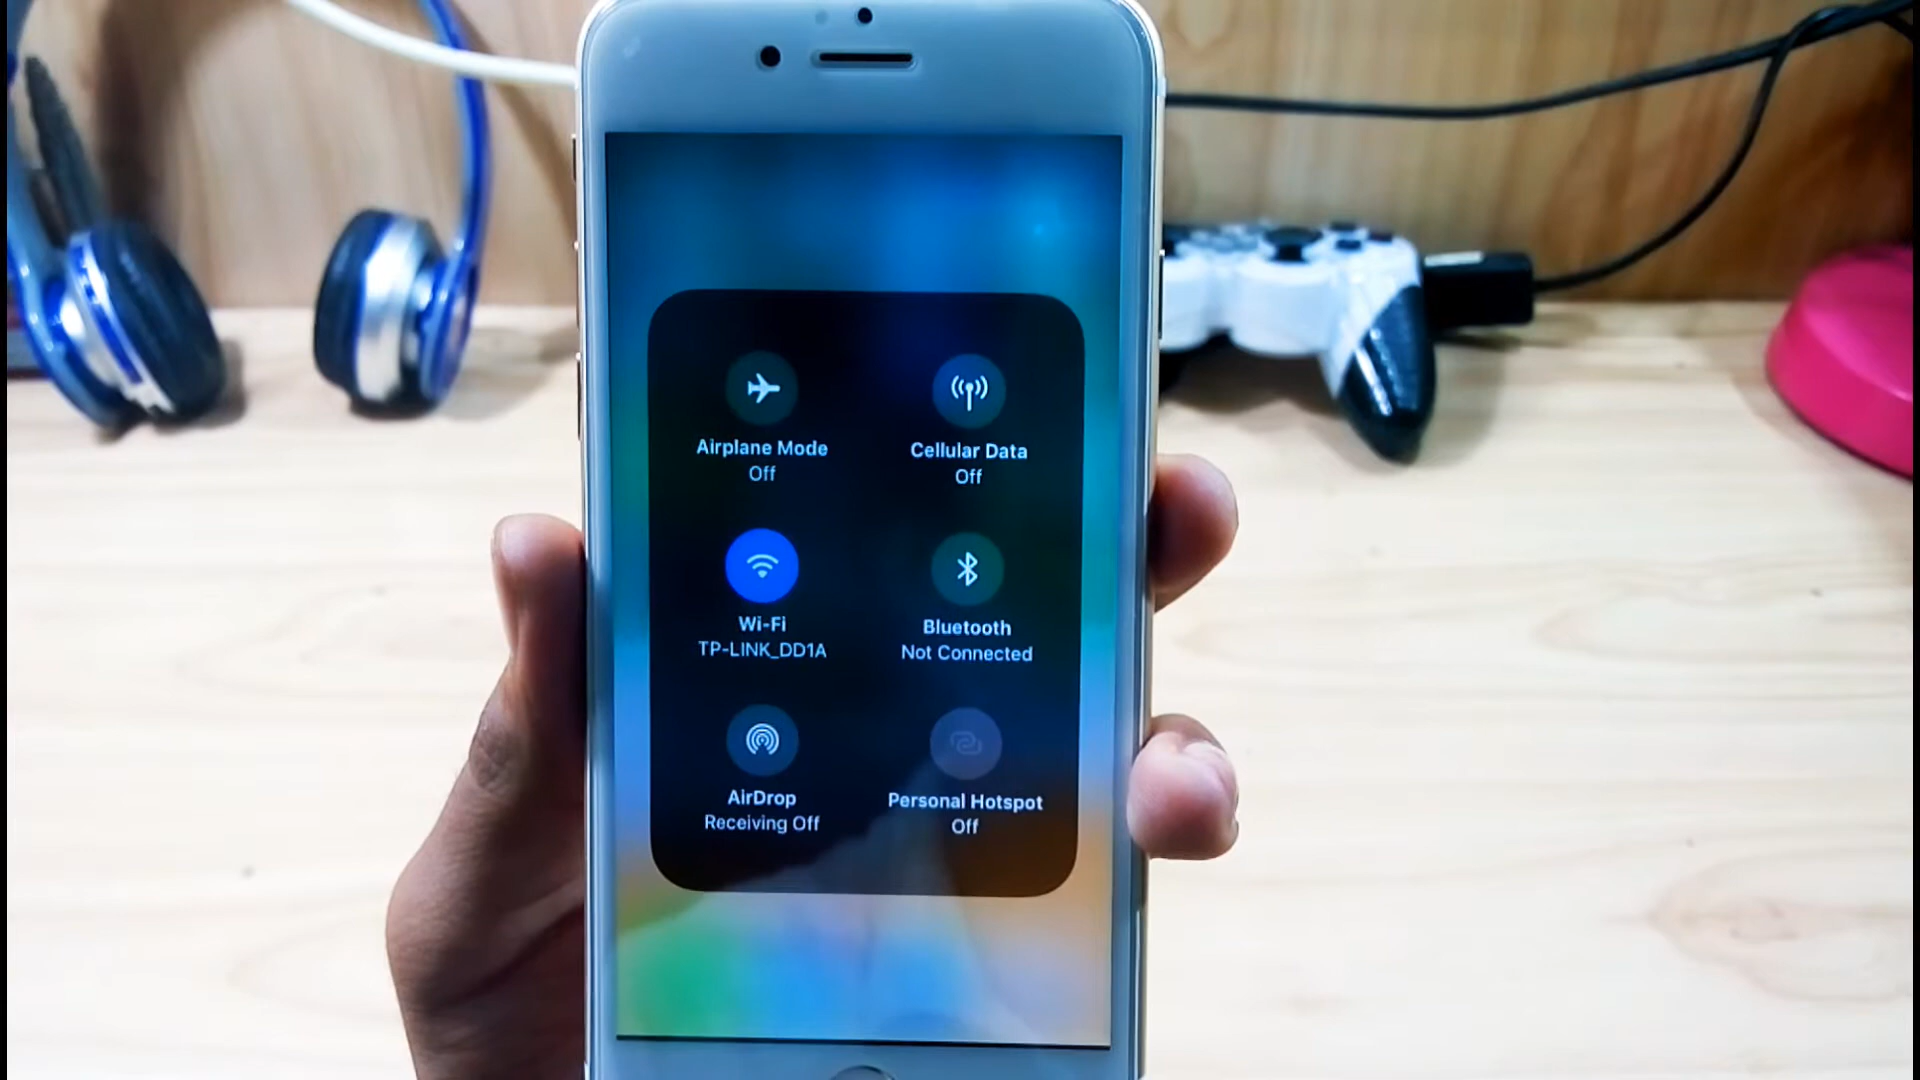 Airplane Mode
Off
Cellular Data
Off
Wi-Fi
TP-LINK_DD1A
Bluetooth
Not Connected
AirDrop
Receiving Off
Personal Hotspot
Off